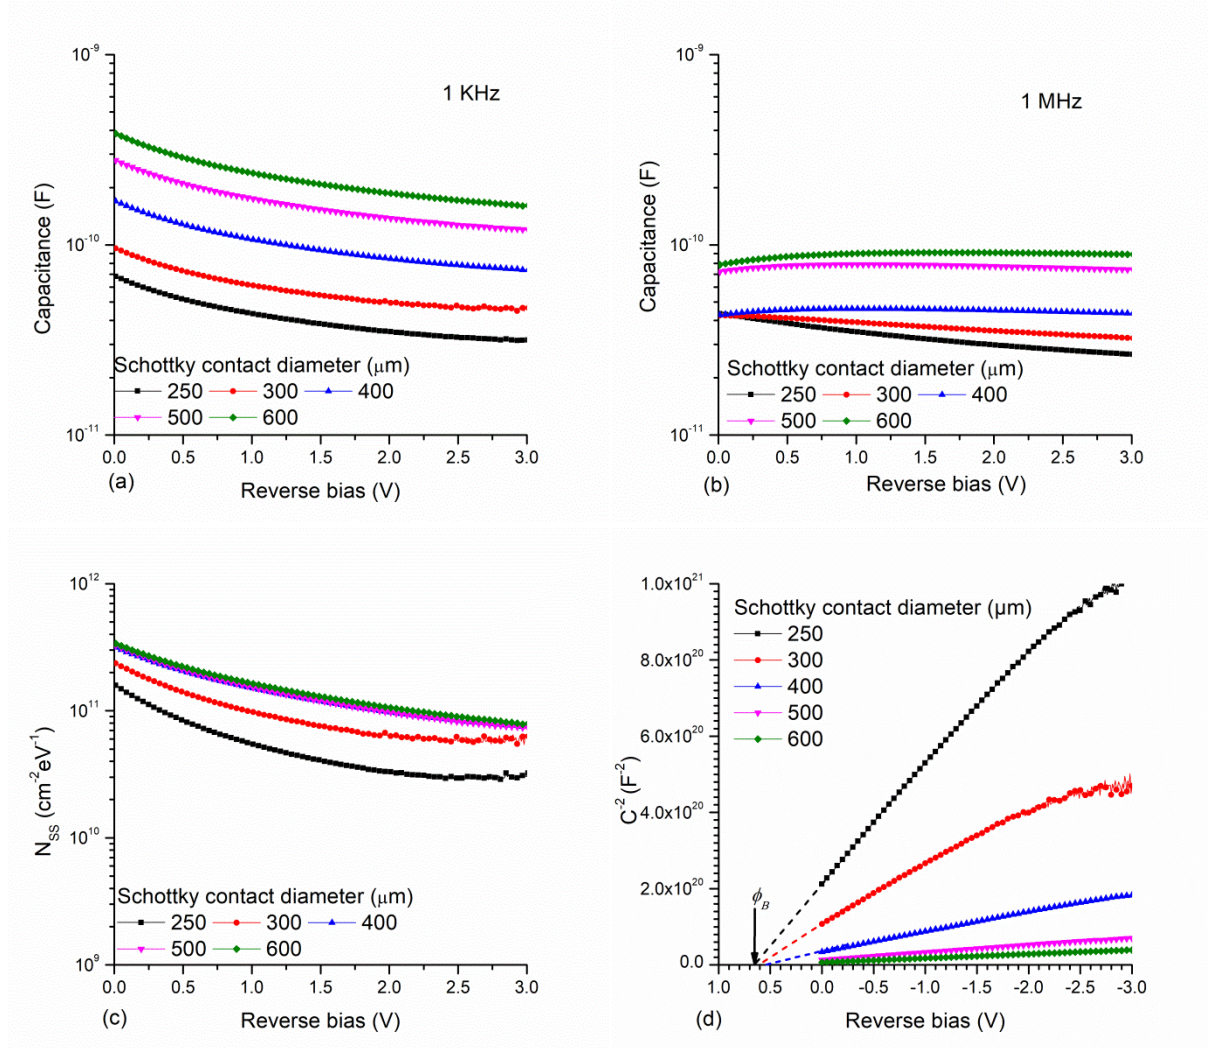 10⁻⁹
1 KHz
Capacitance (F)
10⁻¹⁰
Schottky contact diameter (μm)
250 300 400
500 600
10⁻¹¹
0.0 0.5 1.0 1.5 2.0 2.5 3.0
(a)
Reverse bias (V)
10⁻⁹
1 MHz
Capacitance (F)
10⁻¹⁰
Schottky contact diameter (μm)
250 300 400
500 600
10⁻¹¹
0.0 0.5 1.0 1.5 2.0 2.5 3.0
(b)
Reverse bias (V)
10¹²
10¹¹
N_SS (cm⁻²eV⁻¹)
10¹⁰
Schottky contact diameter (μm)
250 300 400
500 600
10⁹
0.0 0.5 1.0 1.5 2.0 2.5 3.0
(c)
Reverse bias (V)
1.0x10²¹
Schottky contact diameter (μm)
250
8.0x10²⁰
300
400
500
6.0x10²⁰
600
C⁻² (F⁻²)
4.0x10²⁰
2.0x10²⁰
ϕ_B
0.0
1.0 0.5 0.0 -0.5 -1.0 -1.5 -2.0 -2.5 -3.0
(d)
Reverse bias (V)